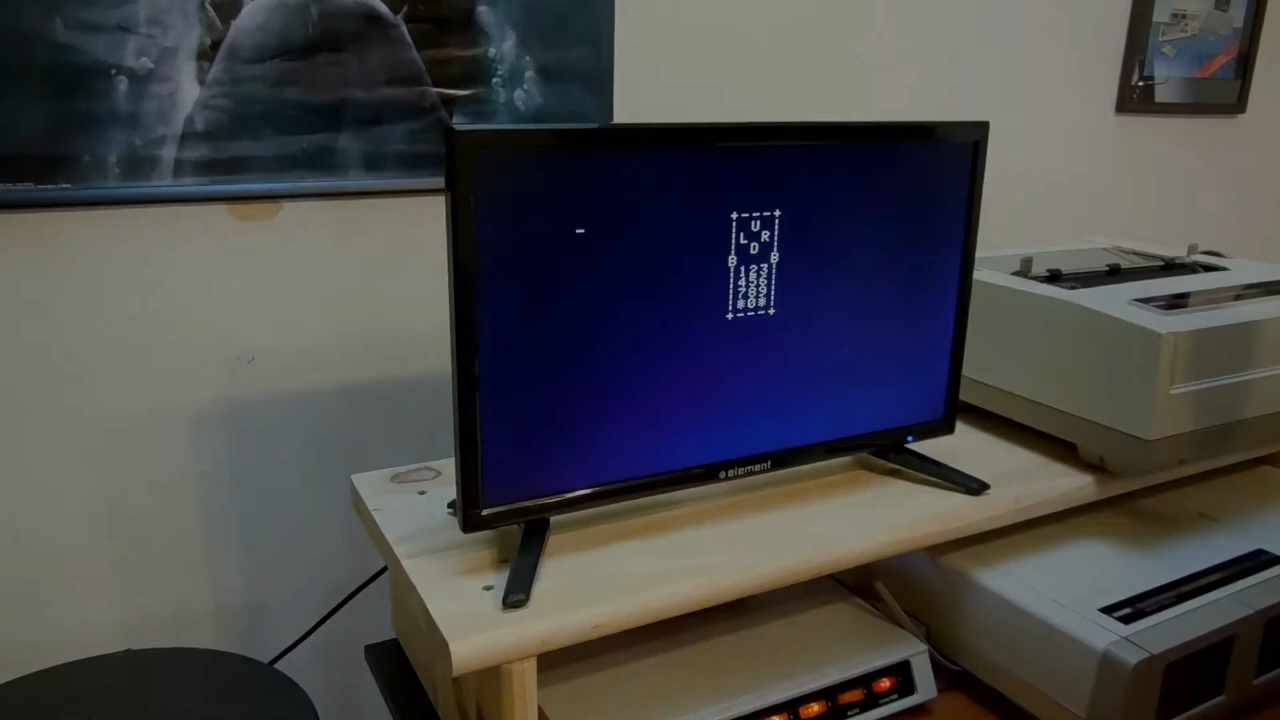 +---+
U
L R
D
B B
1 2 3
4 5 6
7 8 9
* 0 *
+---+
element